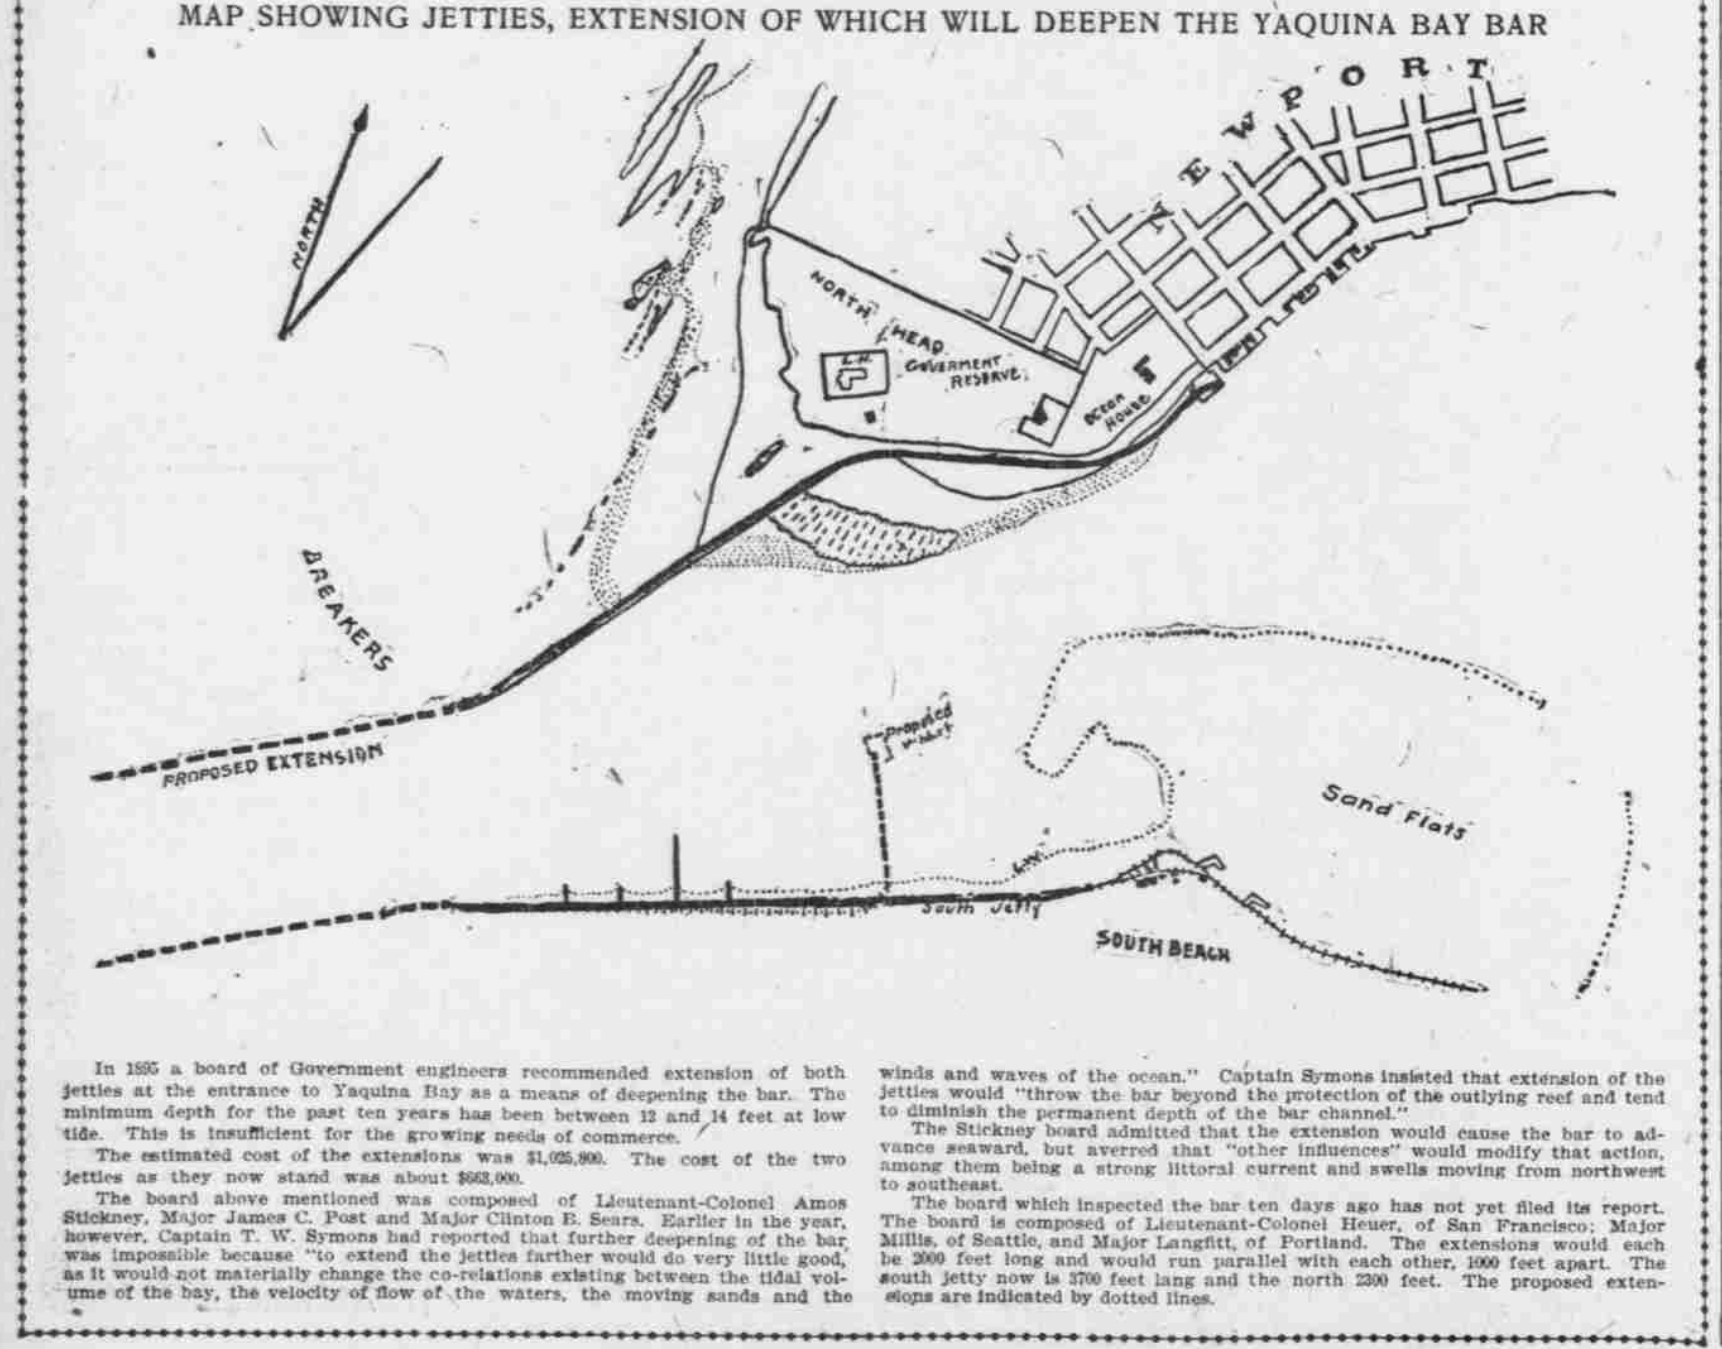 MAP SHOWING JETTIES, EXTENSION OF WHICH WILL DEEPEN THE YAQUINA BAY BAR
NEWPORT
NORTH
NORTH HEAD
L.H.
GOVERMENT
RESERVE
OCEAN
HOUSE
BREAKERS
PROPOSED EXTENSION
Proposed
Sand Flats
L.W.
South Jetty
SOUTH BEACH
In 1895 a board of Government engineers recommended extension of both
jetties at the entrance to Yaquina Bay as a means of deepening the bar. The
minimum depth for the past ten years has been between 12 and 14 feet at low
tide. This is insufficient for the growing needs of commerce.
The estimated cost of the extensions was $1,025,800. The cost of the two
jetties as they now stand was about $663,000.
The board above mentioned was composed of Lieutenant-Colonel Amos
Stickney, Major James C. Post and Major Clinton B. Sears. Earlier in the year,
however, Captain T. W. Symons had reported that further deepening of the bar
was impossible because "to extend the jetties farther would do very little good,
as it would not materially change the co-relations existing between the tidal vol-
ume of the bay, the velocity of flow of the waters, the moving sands and the
winds and waves of the ocean." Captain Symons insisted that extension of the
jetties would "throw the bar beyond the protection of the outlying reef and tend
to diminish the permanent depth of the bar channel."
The Stickney board admitted that the extension would cause the bar to ad-
vance seaward, but averred that "other influences" would modify that action,
among them being a strong littoral current and swells moving from northwest
to southeast.
The board which inspected the bar ten days ago has not yet filed its report.
The board is composed of Lieutenant-Colonel Heuer, of San Francisco; Major
Millis, of Seattle, and Major Langfitt, of Portland. The extensions would each
be 2000 feet long and would run parallel with each other, 1000 feet apart. The
south jetty now is 3700 feet lang and the north 2300 feet. The proposed exten-
sions are indicated by dotted lines.